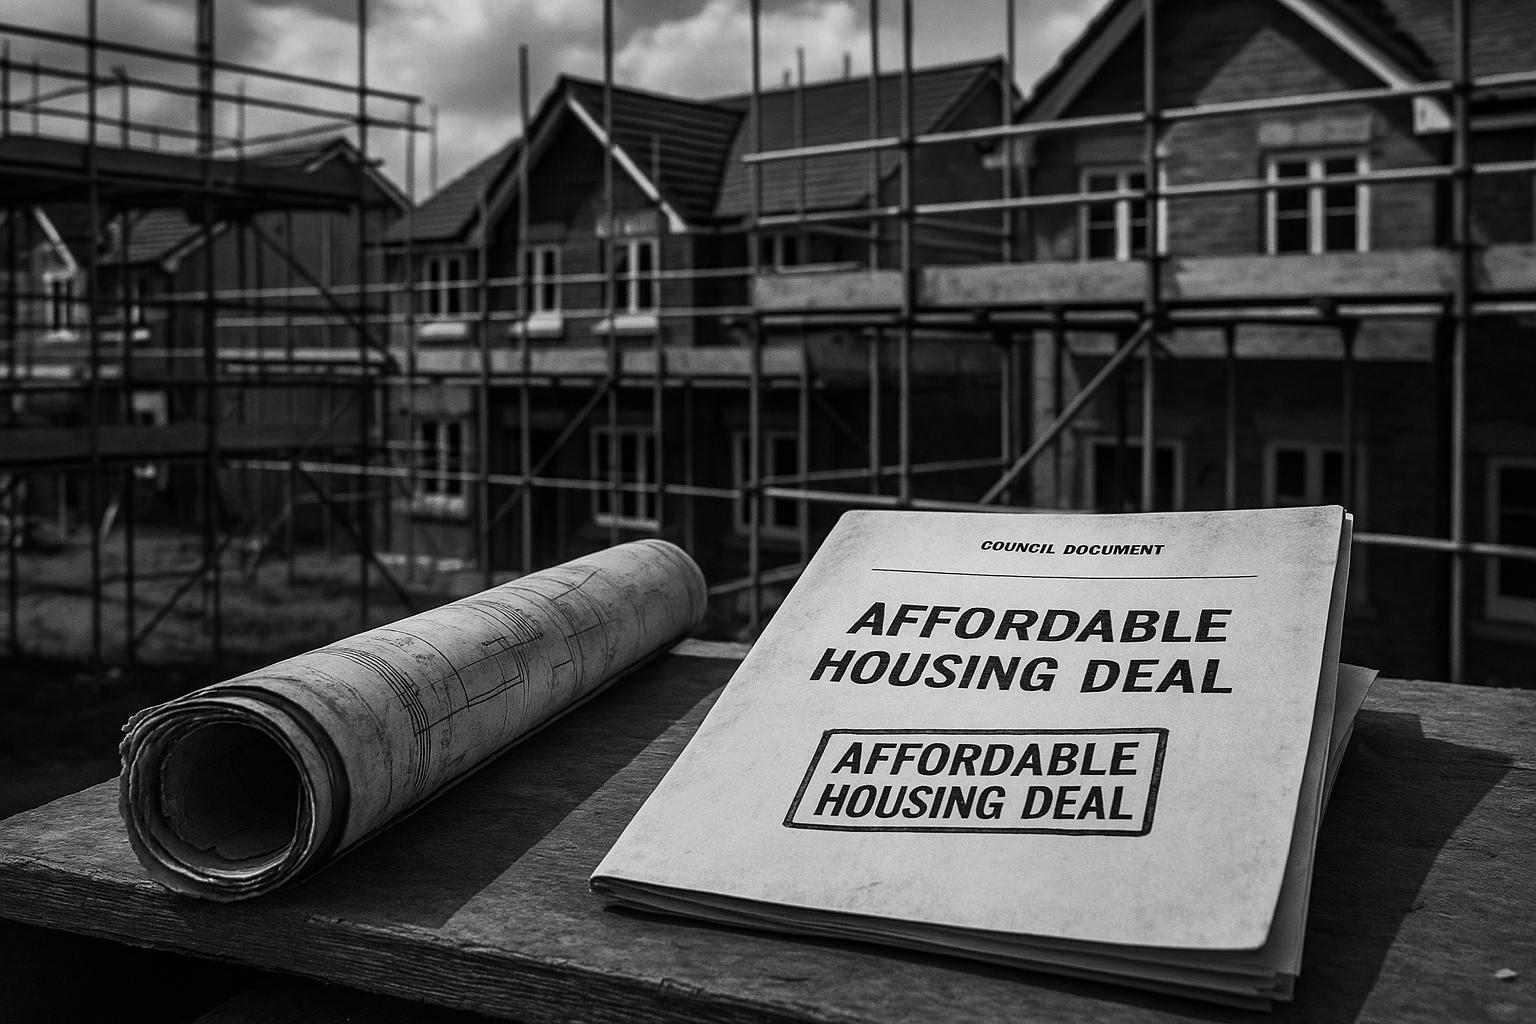 COUNCIL DOCUMENT
AFFORDABLE
HOUSING DEAL
AFFORDABLE
HOUSING DEAL